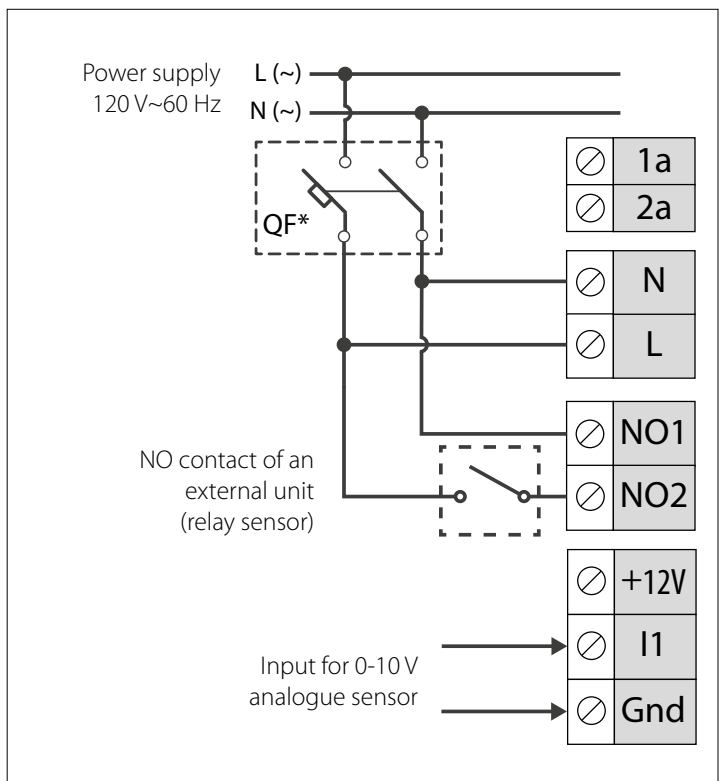 Power supply
120 V~60 Hz
L (~)
N (~)
QF*
1a
2a
N
L
NO1
NO2
NO contact of an
external unit
(relay sensor)
+12V
I1
Gnd
Input for 0-10 V
analogue sensor